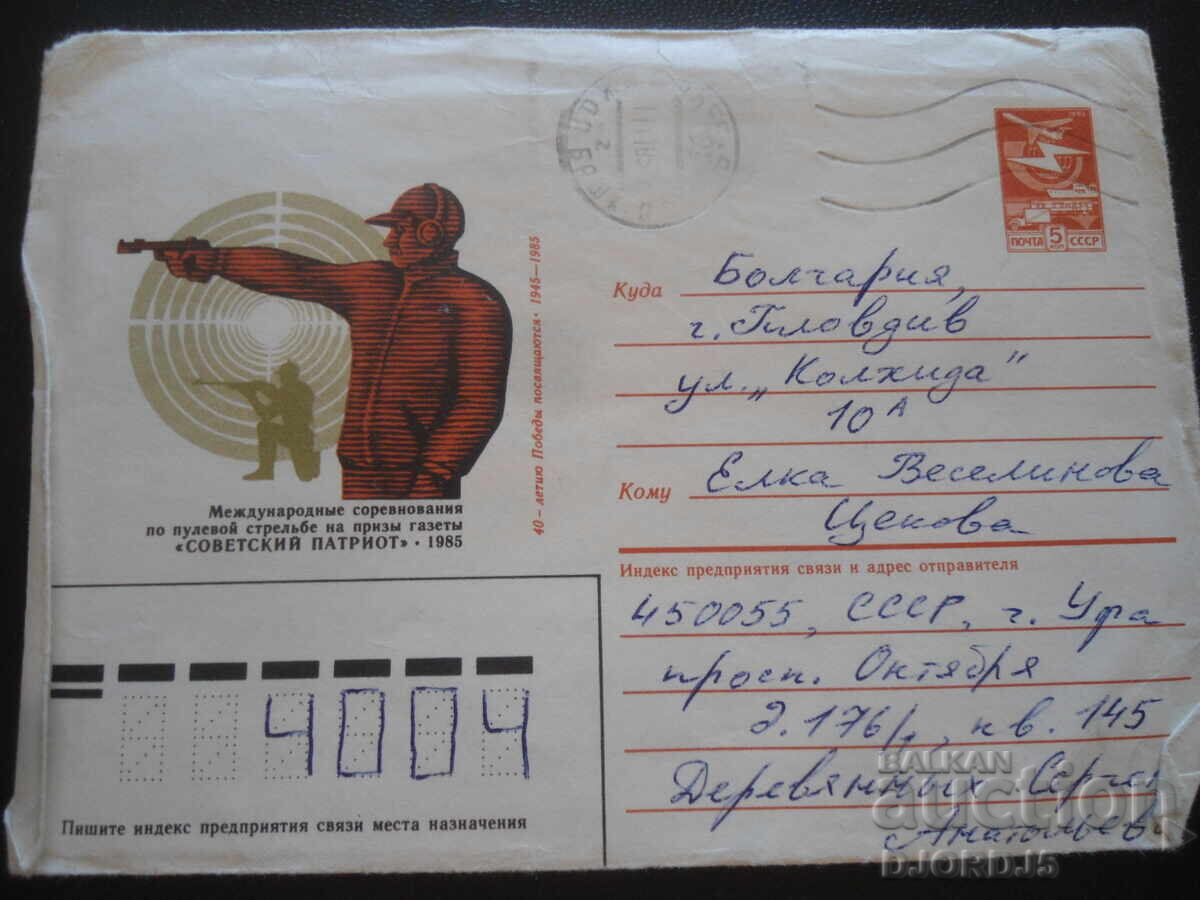 ПОЧТА 5 КОП СССР
Куда Болгария,
г. Пловдив
ул. „Колхида"
10А
Кому Елка Веселинова
Цекова
Индекс предприятия связи и адрес отправителя
450055, СССР, г. Уфа
просп. Октября
д. 176/1, кв. 145
Деревянных Сергей
Анатольев
40-летию Победы посвящаются · 1945—1985
Международные соревнования
по пулевой стрельбе на призы газеты
«СОВЕТСКИЙ ПАТРИОТ» · 1985
4004
Пишите индекс предприятия связи места назначения
BALKAN
auction
DJORDJ5